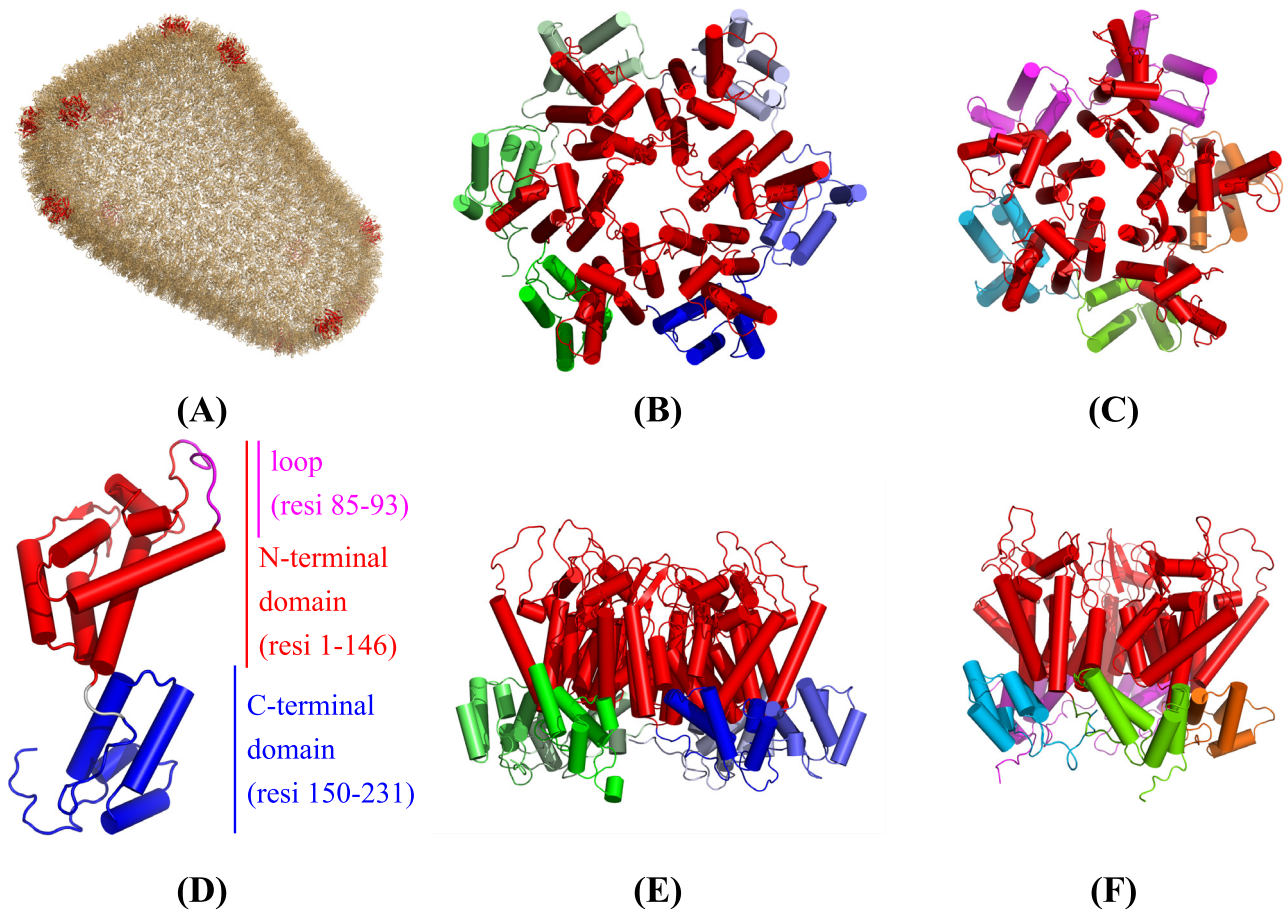 (A)
(B)
(C)
loop
(resi 85-93)
N-terminal
domain
(resi 1-146)
C-terminal
domain
(resi 150-231)
(D)
(E)
(F)